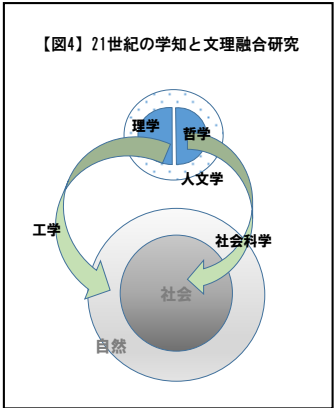 【図4】21世紀の学知と文理融合研究
理学
哲学
人文学
工学
社会科学
社会
自然